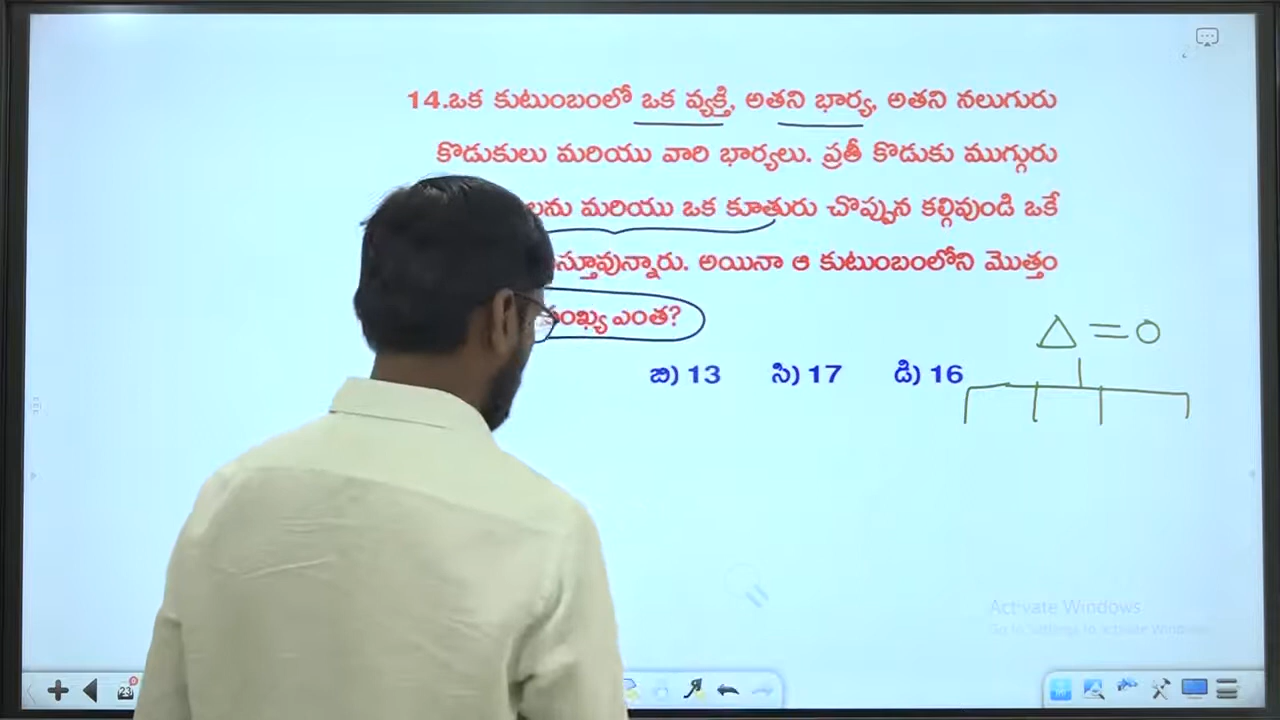 14.ఒక కుటుంబంలో ఒక వ్యక్తి, అతని భార్య, అతని నలుగురు
కొడుకులు మరియు వారి భార్యలు. ప్రతీ కొడుకు ముగ్గురు
మరియు ఒక కూతురు చొప్పున కల్గివుండి ఒకే
అయినా ఆ కుటుంబంలోని మొత్తం
ఎంత?
బి) 13 సి) 17 డి) 16
Δ = O
Activate Windows
Go to Settings to activate Windows.
23